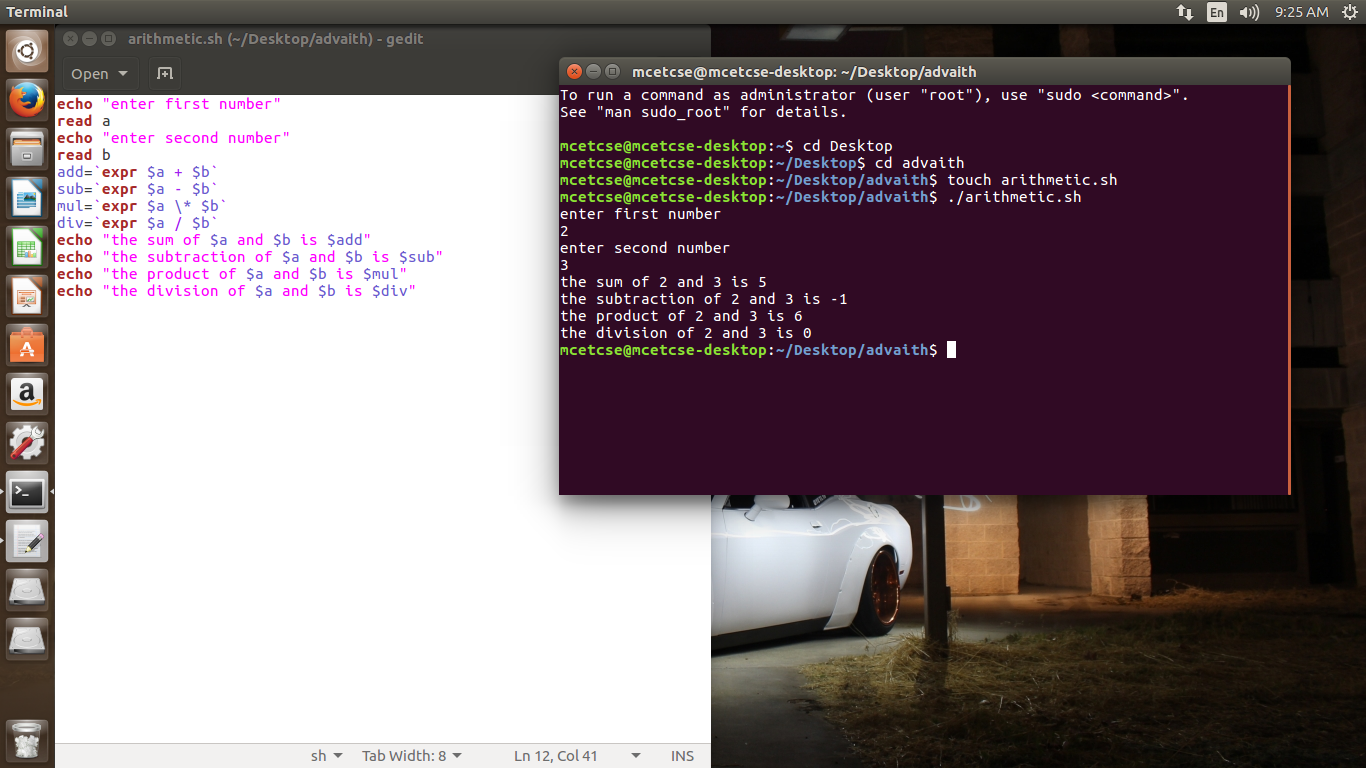 Terminal
En
9:25 AM
arithmetic.sh (~/Desktop/advaith) - gedit
Open
echo "enter first number"
read a
echo "enter second number"
read b
add=`expr $a + $b`
sub=`expr $a - $b`
mul=`expr $a \* $b`
div=`expr $a / $b`
echo "the sum of $a and $b is $add"
echo "the subtraction of $a and $b is $sub"
echo "the product of $a and $b is $mul"
echo "the division of $a and $b is $div"
sh
Tab Width: 8
Ln 12, Col 41
INS
mcetcse@mcetcse-desktop: ~/Desktop/advaith
To run a command as administrator (user "root"), use "sudo <command>".
See "man sudo_root" for details.
mcetcse@mcetcse-desktop:~$ cd Desktop
mcetcse@mcetcse-desktop:~/Desktop$ cd advaith
mcetcse@mcetcse-desktop:~/Desktop/advaith$ touch arithmetic.sh
mcetcse@mcetcse-desktop:~/Desktop/advaith$ ./arithmetic.sh
enter first number
2
enter second number
3
the sum of 2 and 3 is 5
the subtraction of 2 and 3 is -1
the product of 2 and 3 is 6
the division of 2 and 3 is 0
mcetcse@mcetcse-desktop:~/Desktop/advaith$